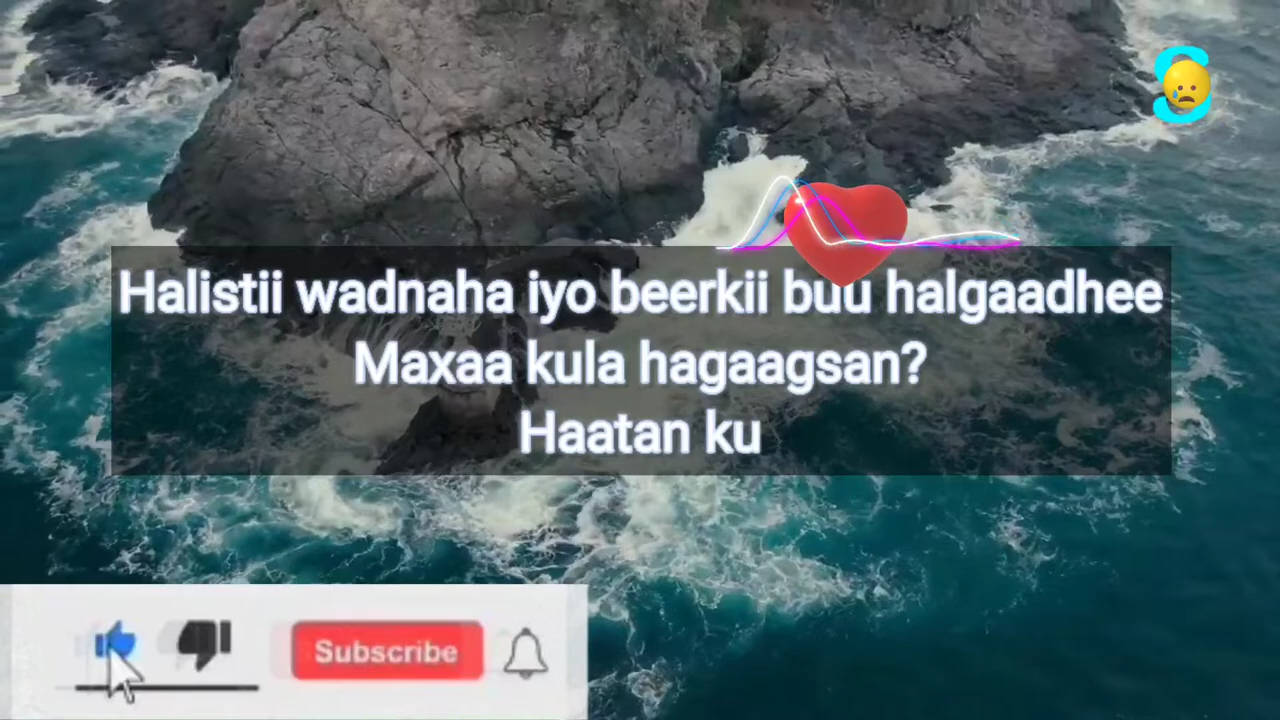 S
Halistii wadnaha iyo beerkii buu halgaadhee
Maxaa kula hagaagsan?
Haatan ku
Subscribe